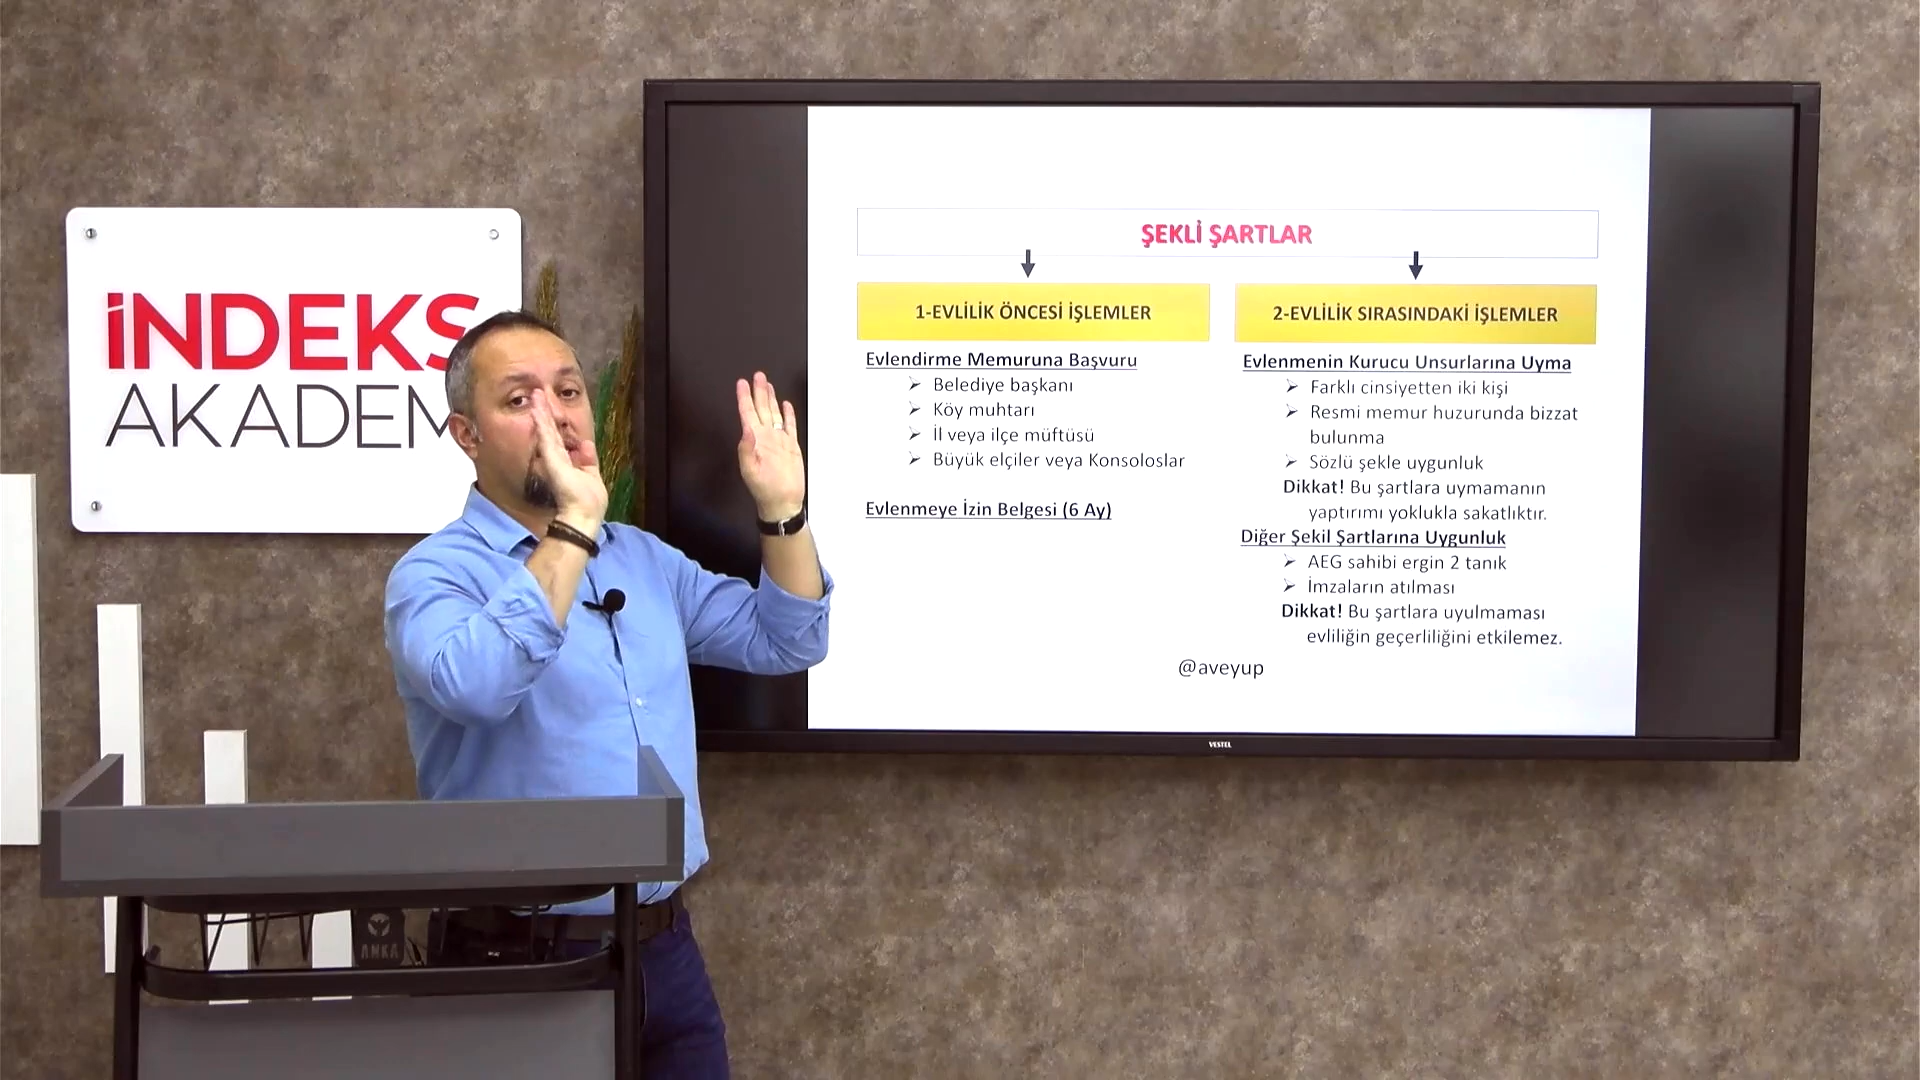 İNDEKS
AKADEM
ŞEKLİ ŞARTLAR
1-EVLİLİK ÖNCESİ İŞLEMLER
Evlendirme Memuruna Başvuru
Belediye başkanı
Köy muhtarı
İl veya ilçe müftüsü
Büyük elçiler veya Konsoloslar
Evlenmeye İzin Belgesi (6 Ay)
2-EVLİLİK SIRASINDAKİ İŞLEMLER
Evlenmenin Kurucu Unsurlarına Uyma
Farklı cinsiyetten iki kişi
Resmi memur huzurunda bizzat
bulunma
Sözlü şekle uygunluk
Dikkat! Bu şartlara uymamanın
yaptırımı yoklukla sakatlıktır.
Diğer Şekil Şartlarına Uygunluk
AEG sahibi ergin 2 tanık
İmzaların atılması
Dikkat! Bu şartlara uyulmaması
evliliğin geçerliliğini etkilemez.
@aveyup
VESTEL
ANKA